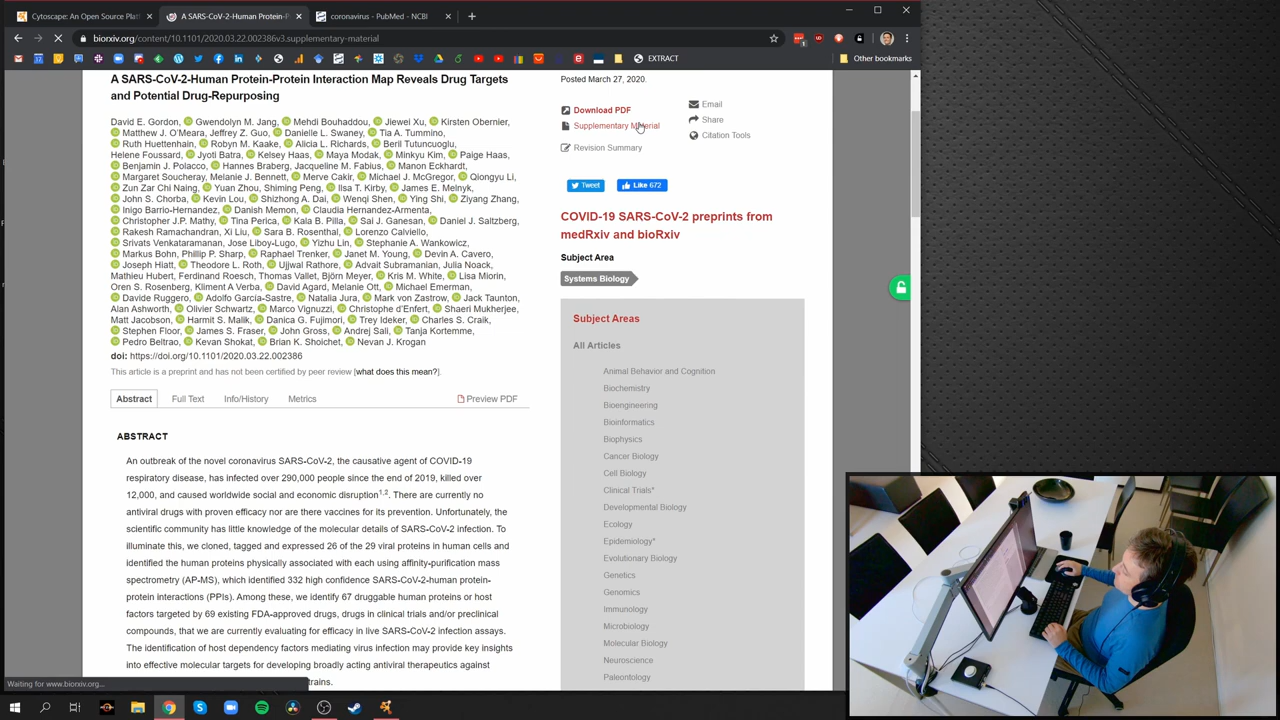 Cytoscape: An Open Source Plat
A SARS-CoV-2-Human Protein-P
coronavirus - PubMed - NCBI
biorxiv.org/content/10.1101/2020.03.22.002386v3.supplementary-material
EXTRACT
Other bookmarks
A SARS-CoV-2-Human Protein-Protein Interaction Map Reveals Drug Targets
and Potential Drug-Repurposing
David E. Gordon, Gwendolyn M. Jang, Mehdi Bouhaddou, Jiewei Xu, Kirsten Obernier,
Matthew J. O'Meara, Jeffrey Z. Guo, Danielle L. Swaney, Tia A. Tummino,
Ruth Huettenhain, Robyn M. Kaake, Alicia L. Richards, Beril Tutuncuoglu,
Helene Foussard, Jyoti Batra, Kelsey Haas, Maya Modak, Minkyu Kim, Paige Haas,
Benjamin J. Polacco, Hannes Braberg, Jacqueline M. Fabius, Manon Eckhardt,
Margaret Soucheray, Melanie J. Bennett, Merve Cakir, Michael J. McGregor, Qiongyu Li,
Zun Zar Chi Naing, Yuan Zhou, Shiming Peng, Ilsa T. Kirby, James E. Melnyk,
John S. Chorba, Kevin Lou, Shizhong A. Dai, Wenqi Shen, Ying Shi, Ziyang Zhang,
Inigo Barrio-Hernandez, Danish Memon, Claudia Hernandez-Armenta,
Christopher J.P. Mathy, Tina Perica, Kala B. Pilla, Sai J. Ganesan, Daniel J. Saltzberg,
Rakesh Ramachandran, Xi Liu, Sara B. Rosenthal, Lorenzo Calviello,
Srivats Venkataramanan, Jose Liboy-Lugo, Yizhu Lin, Stephanie A. Wankowicz,
Markus Bohn, Phillip P. Sharp, Raphael Trenker, Janet M. Young, Devin A. Cavero,
Joseph Hiatt, Theodore L. Roth, Ujjwal Rathore, Advait Subramanian, Julia Noack,
Mathieu Hubert, Ferdinand Roesch, Thomas Vallet, Björn Meyer, Kris M. White, Lisa Miorin,
Oren S. Rosenberg, Kliment A Verba, David Agard, Melanie Ott, Michael Emerman,
Davide Ruggero, Adolfo García-Sastre, Natalia Jura, Mark von Zastrow, Jack Taunton,
Alan Ashworth, Olivier Schwartz, Marco Vignuzzi, Christophe d'Enfert, Shaeri Mukherjee,
Matt Jacobson, Harmit S. Malik, Danica G. Fujimori, Trey Ideker, Charles S. Craik,
Stephen Floor, James S. Fraser, John Gross, Andrej Sali, Tanja Kortemme,
Pedro Beltrao, Kevan Shokat, Brian K. Shoichet, Nevan J. Krogan
doi: https://doi.org/10.1101/2020.03.22.002386
This article is a preprint and has not been certified by peer review [what does this mean?].
Abstract Full Text Info/History Metrics Preview PDF
ABSTRACT
An outbreak of the novel coronavirus SARS-CoV-2, the causative agent of COVID-19
respiratory disease, has infected over 290,000 people since the end of 2019, killed over
12,000, and caused worldwide social and economic disruption1,2. There are currently no
antiviral drugs with proven efficacy nor are there vaccines for its prevention. Unfortunately, the
scientific community has little knowledge of the molecular details of SARS-CoV-2 infection. To
illuminate this, we cloned, tagged and expressed 26 of the 29 viral proteins in human cells and
identified the human proteins physically associated with each using affinity-purification mass
spectrometry (AP-MS), which identified 332 high confidence SARS-CoV-2-human protein-
protein interactions (PPIs). Among these, we identify 67 druggable human proteins or host
factors targeted by 69 existing FDA-approved drugs, drugs in clinical trials and/or preclinical
compounds, that we are currently evaluating for efficacy in live SARS-CoV-2 infection assays.
The identification of host dependency factors mediating virus infection may provide key insights
into effective molecular targets for developing broadly acting antiviral therapeutics against
trains.
Waiting for www.biorxiv.org...
Posted March 27, 2020.
Download PDF
Supplementary Material
Revision Summary
Email
Share
Citation Tools
Tweet
Like 672
COVID-19 SARS-CoV-2 preprints from
medRxiv and bioRxiv
Subject Area
Systems Biology
Subject Areas
All Articles
Animal Behavior and Cognition
Biochemistry
Bioengineering
Bioinformatics
Biophysics
Cancer Biology
Cell Biology
Clinical Trials*
Developmental Biology
Ecology
Epidemiology*
Evolutionary Biology
Genetics
Genomics
Immunology
Microbiology
Molecular Biology
Neuroscience
Paleontology